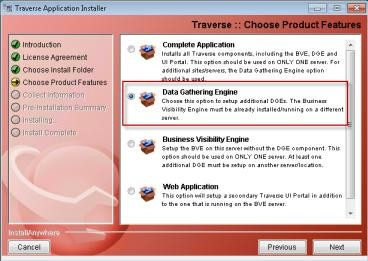 Traverse Application Installer
Traverse :: Choose Product Features
Introduction
License Agreement
Choose Install Folder
Choose Product Features
Collect Information
Pre-Installation Summary
Installing...
Install Complete
Complete Application
Installs all Traverse components, including the BVE, DGE and
UI Portal. This option should be used on ONLY ONE server. For
additional sites/servers, the Data Gathering Engine option
should be used.
Data Gathering Engine
Choose this option to setup additional DGEs. The Business
Visibility Engine must be already installed/running on a different
server.
Business Visibility Engine
Setup the BVE on this server without the DGE component. This
option should be used on ONLY ONE server. At least one
additional DGE must be setup on another server/location.
Web Application
This option will setup a secondary Traverse UI Portal in addition
to the one that is running on the BVE server.
InstallAnywhere
Cancel
Previous
Next